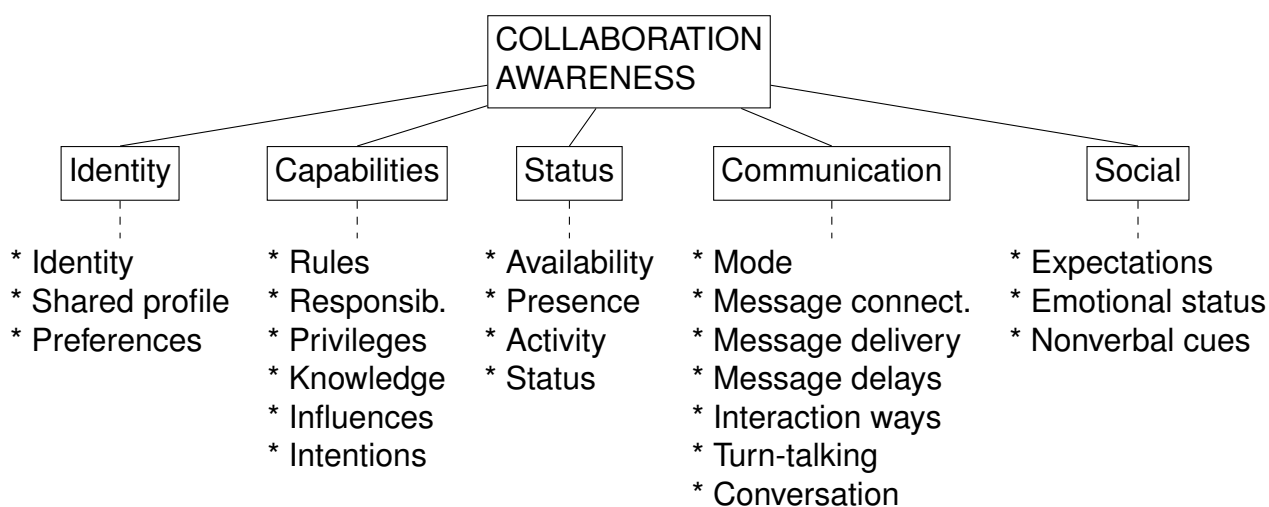 COLLABORATION
AWARENESS
Identity
Capabilities
Status
Communication
Social
* Identity
* Shared profile
* Preferences
* Rules
* Responsib.
* Privileges
* Knowledge
* Influences
* Intentions
* Availability
* Presence
* Activity
* Status
* Mode
* Message connect.
* Message delivery
* Message delays
* Interaction ways
* Turn-talking
* Conversation
* Expectations
* Emotional status
* Nonverbal cues